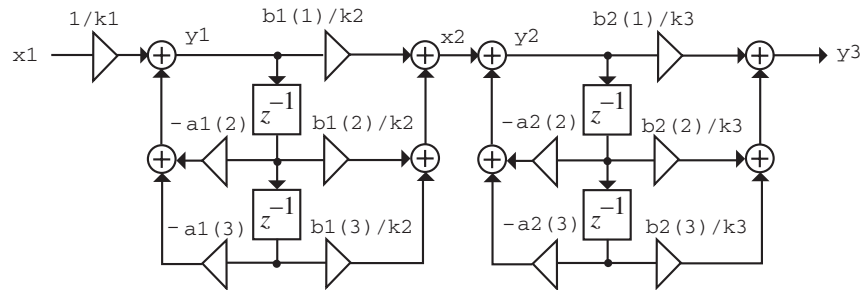 1/k1
b1(1)/k2
b2(1)/k3
x1
y1
x2
y2
y3
z−1
z−1
−a1(2)
b1(2)/k2
−a2(2)
b2(2)/k3
z−1
z−1
−a1(3)
b1(3)/k2
−a2(3)
b2(3)/k3